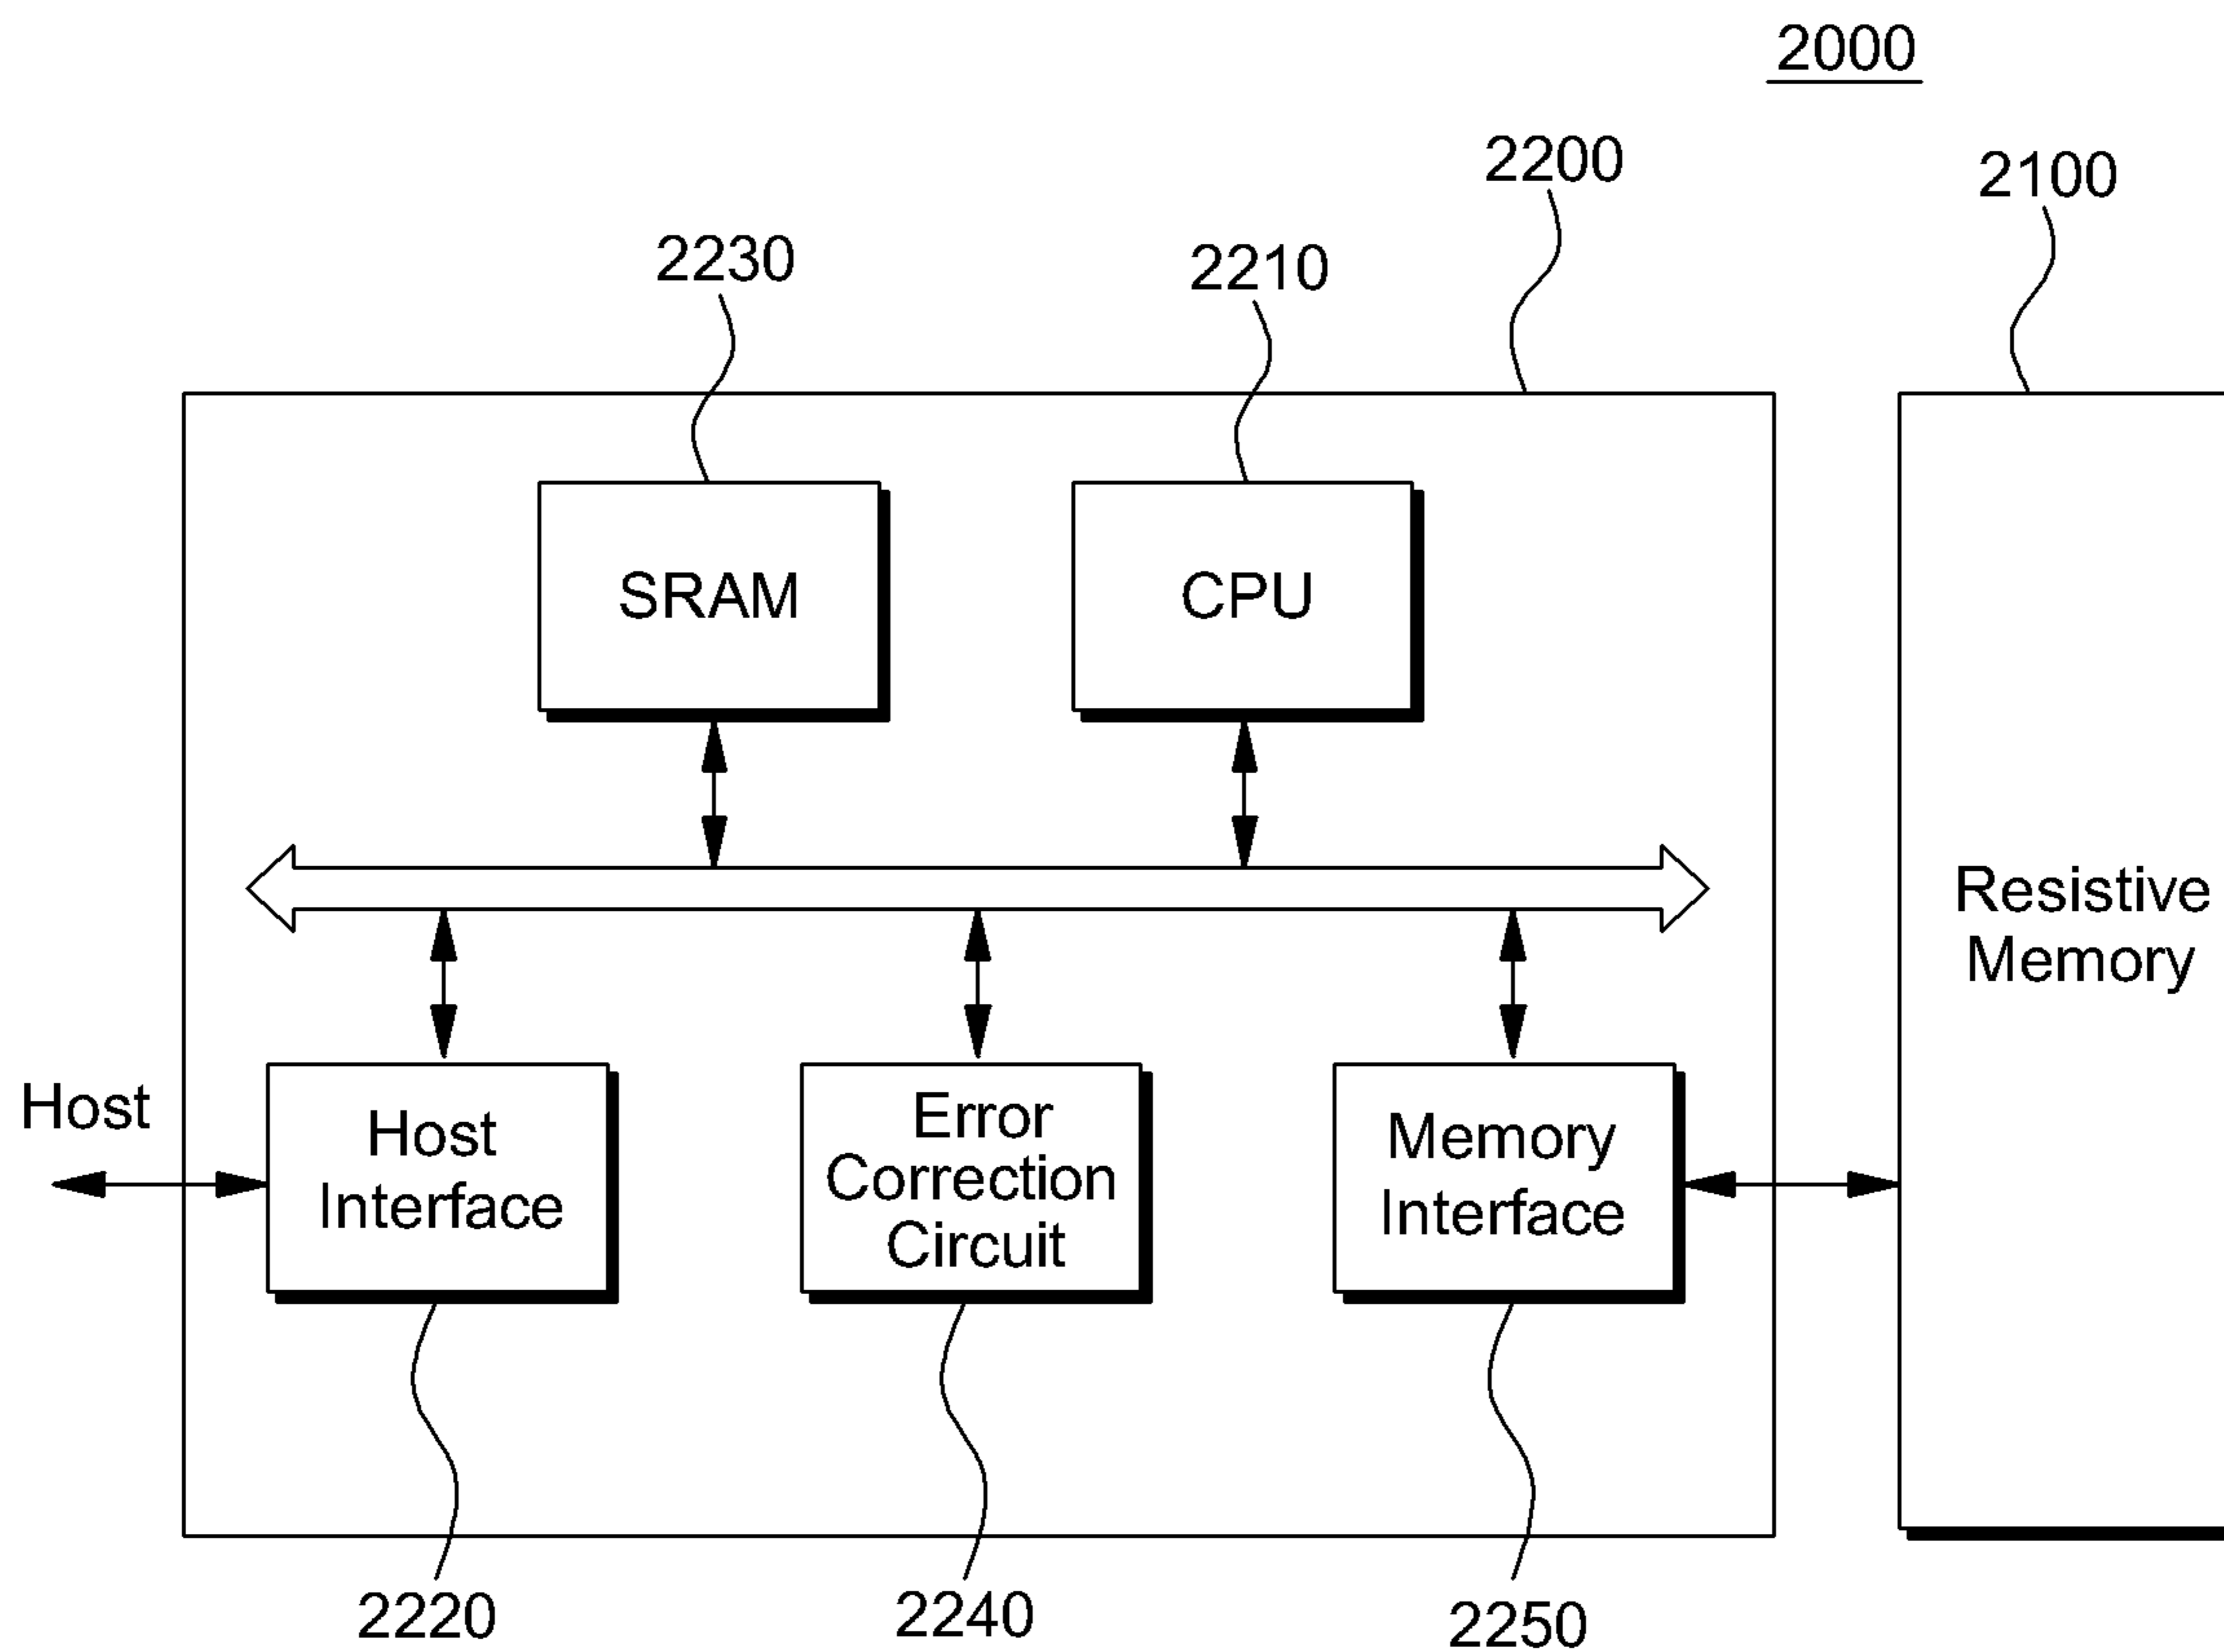 2000
2200
2100
2230
2210
SRAM
CPU
Resistive
Memory
Host
Host
Interface
Error
Correction
Circuit
Memory
Interface
2220
2240
2250